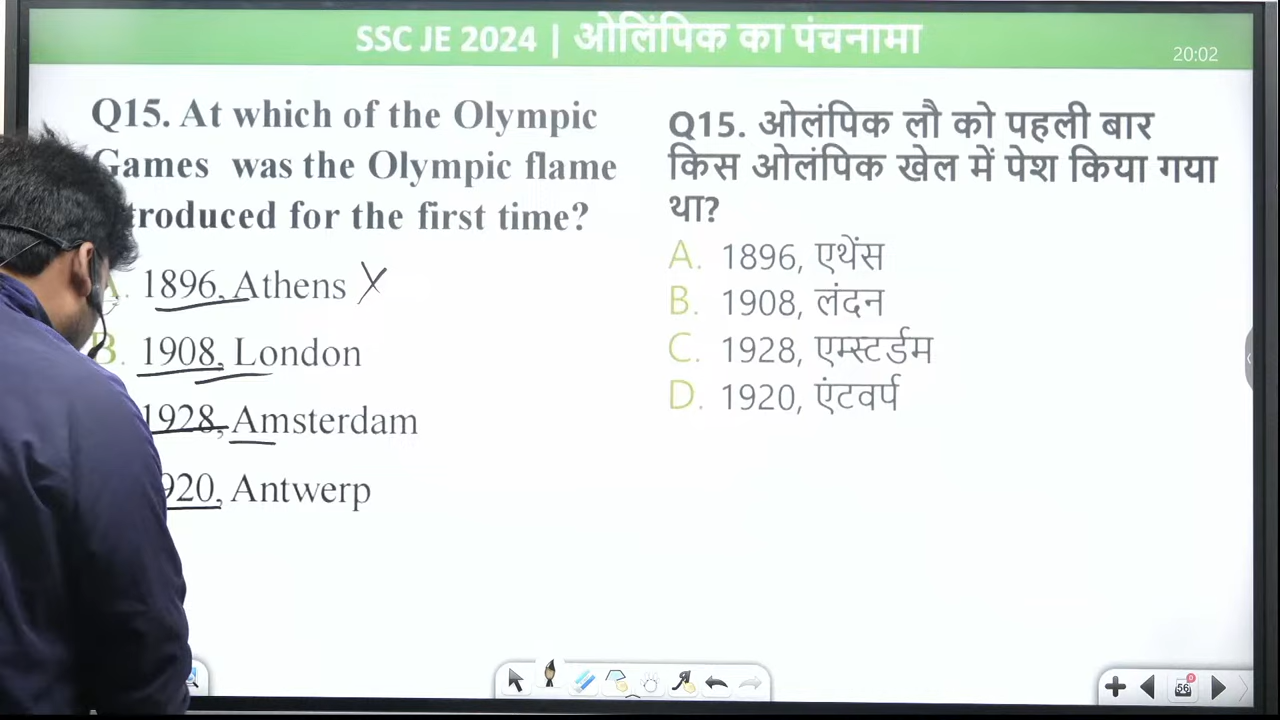 SSC JE 2024 | ओलिंपिक का पंचनामा
20:02
Q15. At which of the Olympic
Games was the Olympic flame
troduced for the first time?
A. 1896, Athens X
B. 1908, London
1928, Amsterdam
920, Antwerp
Q15. ओलंपिक लौ को पहली बार
किस ओलंपिक खेल में पेश किया गया
था?
A. 1896, एथेंस
B. 1908, लंदन
C. 1928, एम्स्टर्डम
D. 1920, एंटवर्प
56